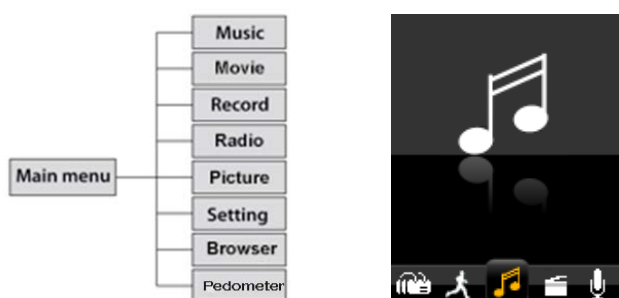 Music
Movie
Record
Radio
Main menu
Picture
Setting
Browser
Pedometer